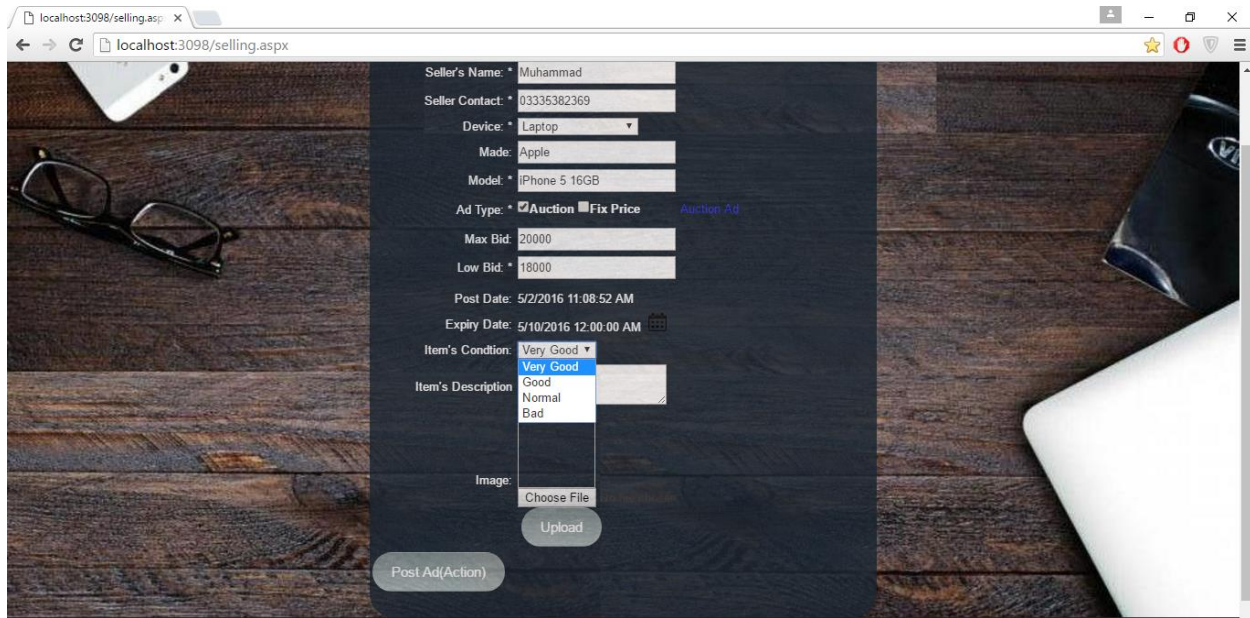 localhost:3098/selling.asp
localhost:3098/selling.aspx
Seller's Name: * Muhammad
Seller Contact: * 03335382369
Device: * Laptop
Made: Apple
Model: * iPhone 5 16GB
Ad Type: * Auction Fix Price Auction Ad
Max Bid: 20000
Low Bid: * 18000
Post Date: 5/2/2016 11:08:52 AM
Expiry Date: 5/10/2016 12:00:00 AM
Item's Condtion: Very Good
Very Good
Good
Normal
Bad
Item's Description
Image:
Choose File
Upload
Post Ad(Action)